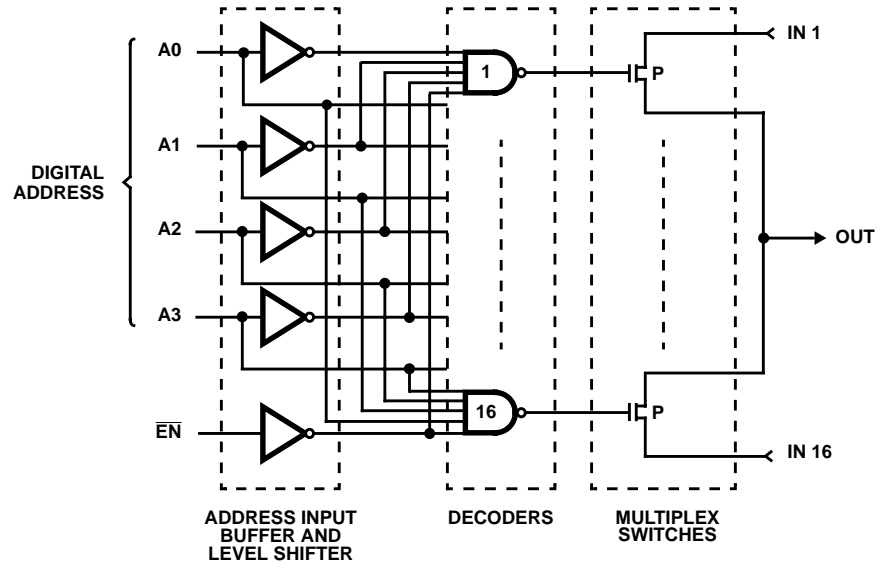 A0
IN 1
1
P
A1
DIGITAL
ADDRESS
A2
OUT
A3
16
P
E̅N̅
IN 16
ADDRESS INPUT
BUFFER AND
LEVEL SHIFTER
DECODERS
MULTIPLEX
SWITCHES